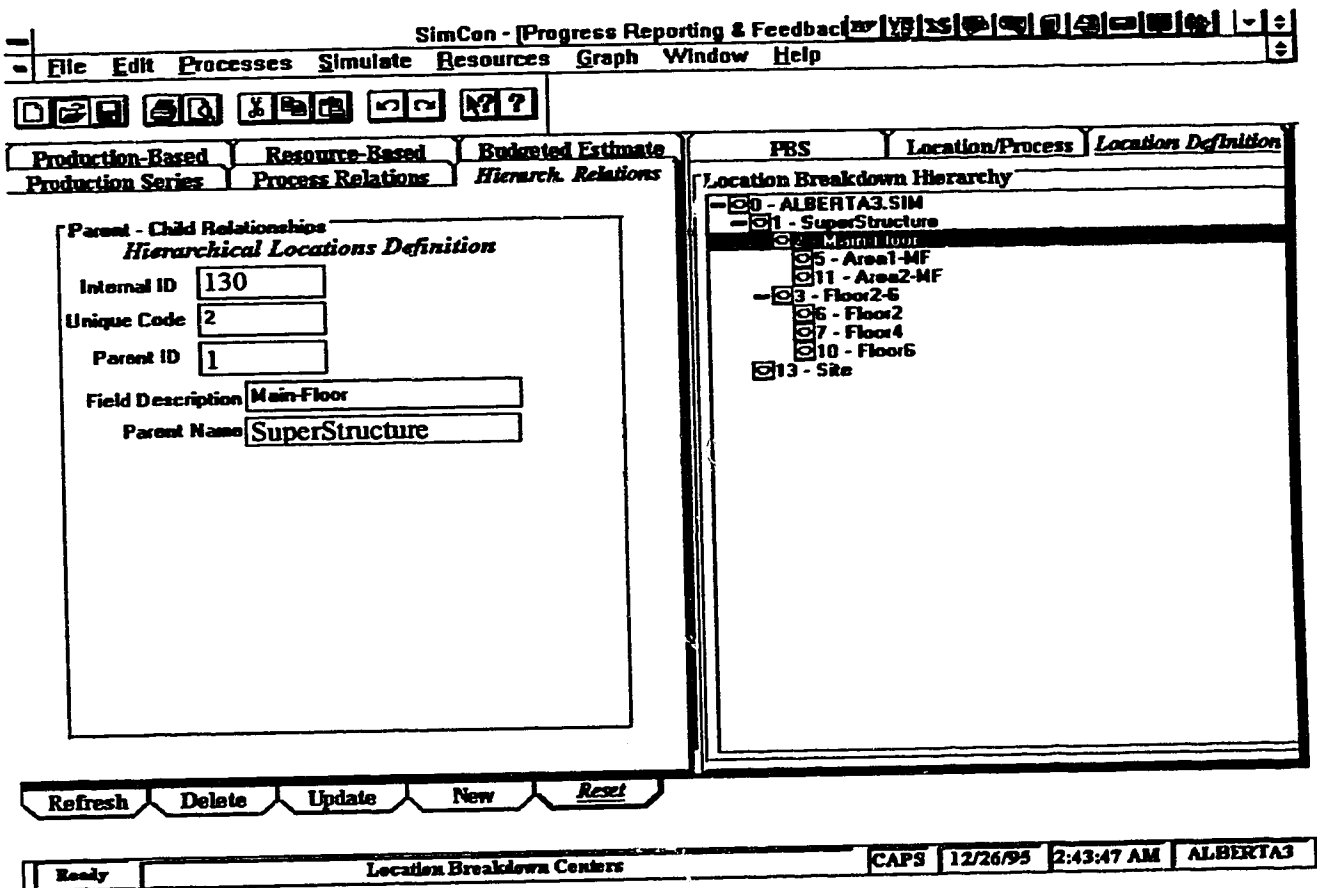 SimCon - [Progress Reporting & Feedbac
File Edit Processes Simulate Resources Graph Window Help
Production-Based Resource-Based Budgeted Estimate
Production Series Process Relations Hierarch. Relations
PBS Location/Process Location Definition
Parent - Child Relationships
Hierarchical Locations Definition
Internal ID 130
Unique Code 2
Parent ID 1
Field Description Main-Floor
Parent Name SuperStructure
Location Breakdown Hierarchy
0 - ALBERTA3.SIM
1 - SuperStructure
2 - Main-Floor
5 - Area1-MF
11 - Area2-MF
3 - Floor2-6
6 - Floor2
7 - Floor4
10 - Floor6
13 - Site
Refresh Delete Update New Reset
Ready Location Breakdown Centers CAPS 12/26/95 2:43:47 AM ALBERTA3